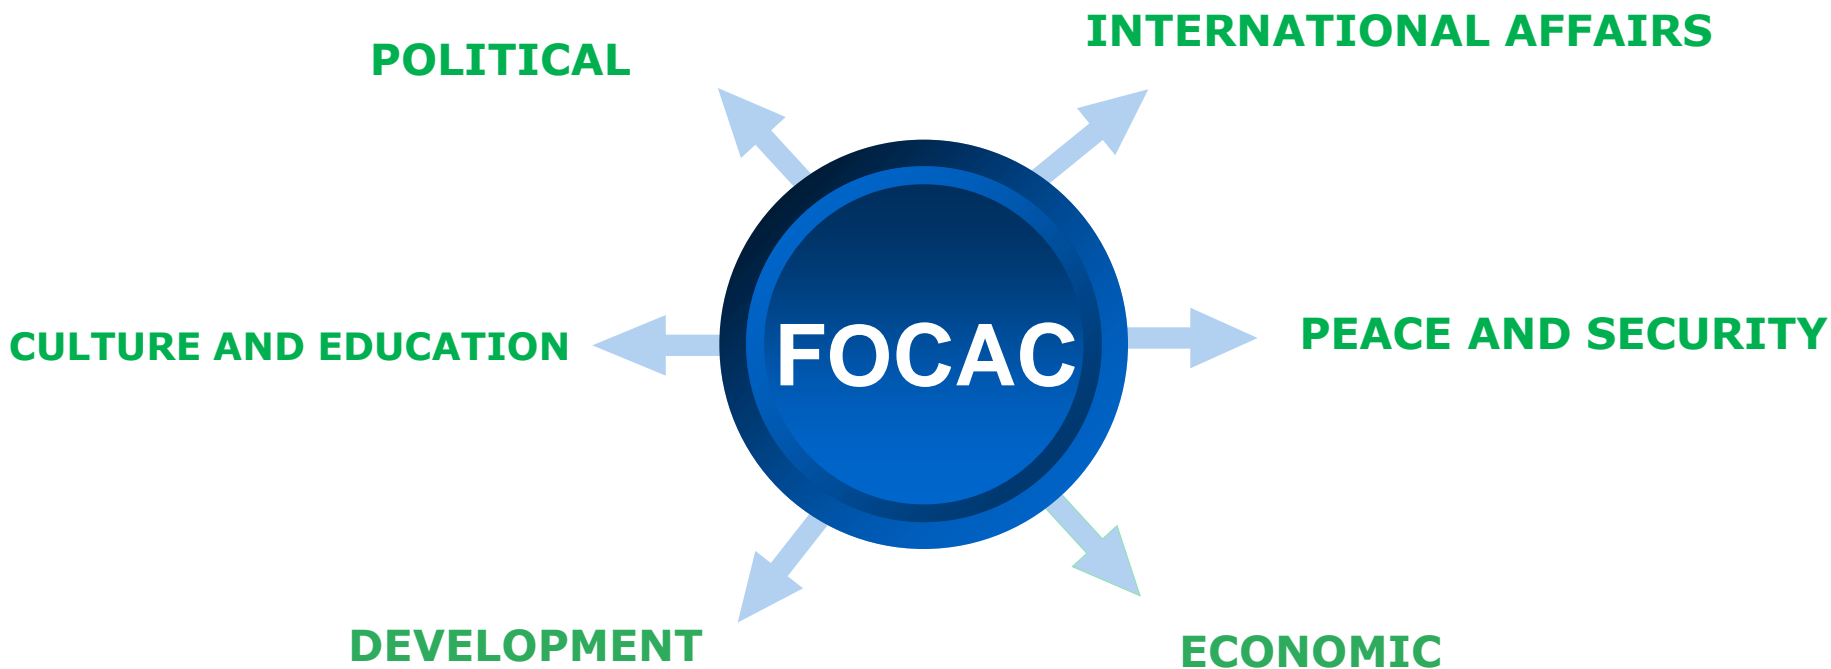 INTERNATIONAL AFFAIRS
POLITICAL
CULTURE AND EDUCATION
FOCAC
PEACE AND SECURITY
DEVELOPMENT
ECONOMIC